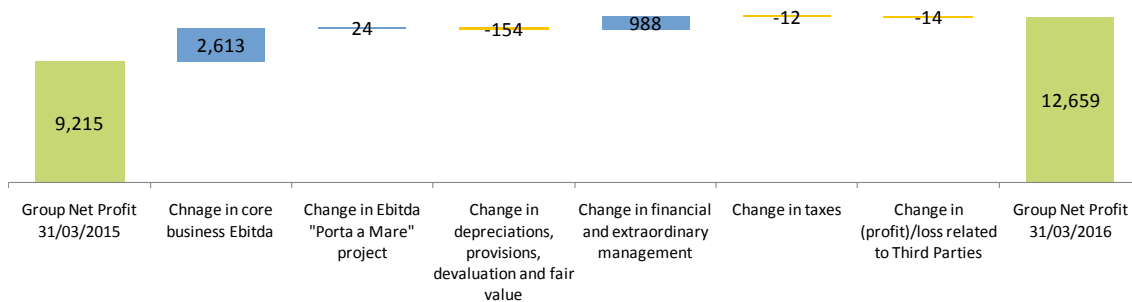 2,613
24
-154
988
-12
-14
9,215
12,659
Group Net Profit
31/03/2015
Chnage in core
business Ebitda
Change in Ebitda
"Porta a Mare"
project
Change in
depreciations,
provisions,
devaluation and fair
value
Change in financial
and extraordinary
management
Change in taxes
Change in
(profit)/loss related
to Third Parties
Group Net Profit
31/03/2016